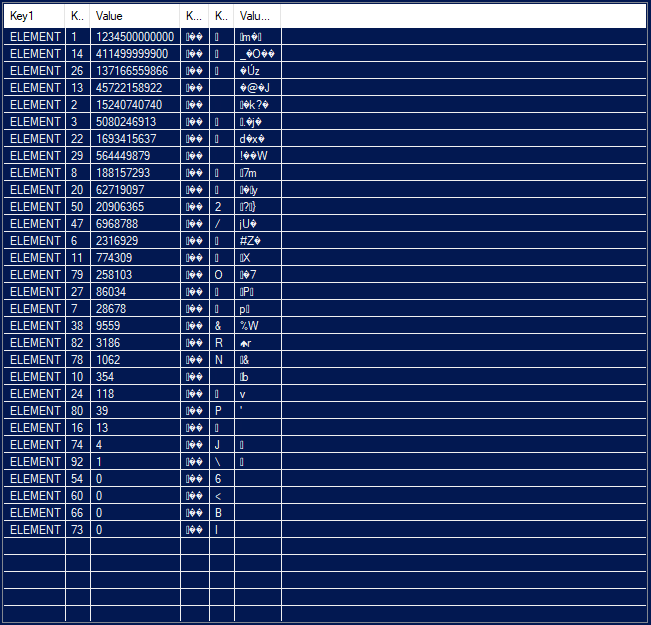 Key1 K.. Value K... K.. Valu...
ELEMENT 1 1234500000000 m
ELEMENT 14 411499999900 _�O��
ELEMENT 26 137166559866 �Úz
ELEMENT 13 45722158922 �@�J
ELEMENT 2 15240740740 �k?�
ELEMENT 3 5080246913 .�j�
ELEMENT 22 1693415637 d�x�
ELEMENT 29 564449879 !��W
ELEMENT 8 188157293 7m
ELEMENT 20 62719097 y
ELEMENT 50 20906365 2 ?}
ELEMENT 47 6968788 / ¡U�
ELEMENT 6 2316929 #Z�
ELEMENT 11 774309 X
ELEMENT 79 258103 O �7
ELEMENT 27 86034 P
ELEMENT 7 28678 p
ELEMENT 38 9559 & %W
ELEMENT 82 3186 R r
ELEMENT 78 1062 N &
ELEMENT 10 354 b
ELEMENT 24 118 v
ELEMENT 80 39 P '
ELEMENT 16 13
ELEMENT 74 4 J
ELEMENT 92 1 \
ELEMENT 54 0 6
ELEMENT 60 0 <
ELEMENT 66 0 B
ELEMENT 73 0 I